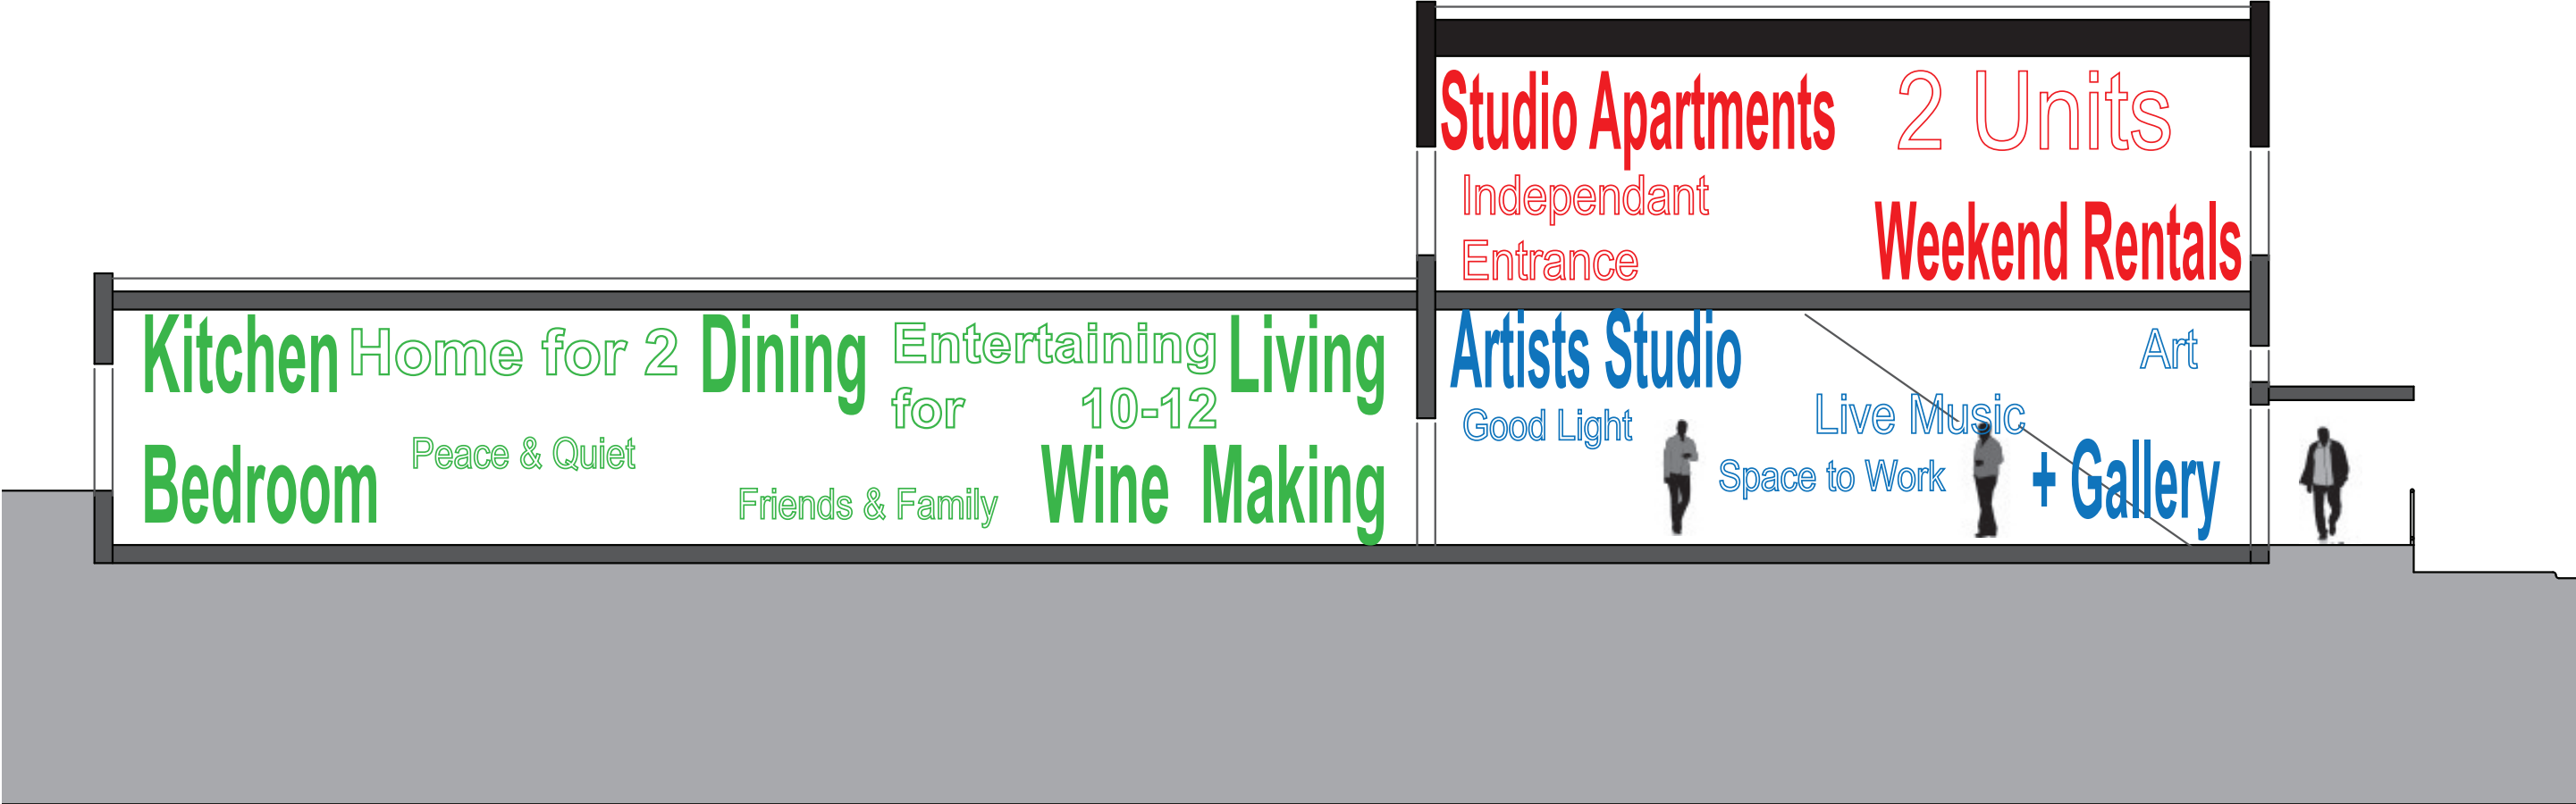 Studio Apartments
2 Units
Independant
Entrance
Weekend Rentals
Kitchen
Home for 2
Dining
Entertaining
for 10-12
Living
Bedroom
Peace & Quiet
Friends & Family
Wine Making
Artists Studio
Art
Good Light
Live Music
Space to Work
+ Gallery